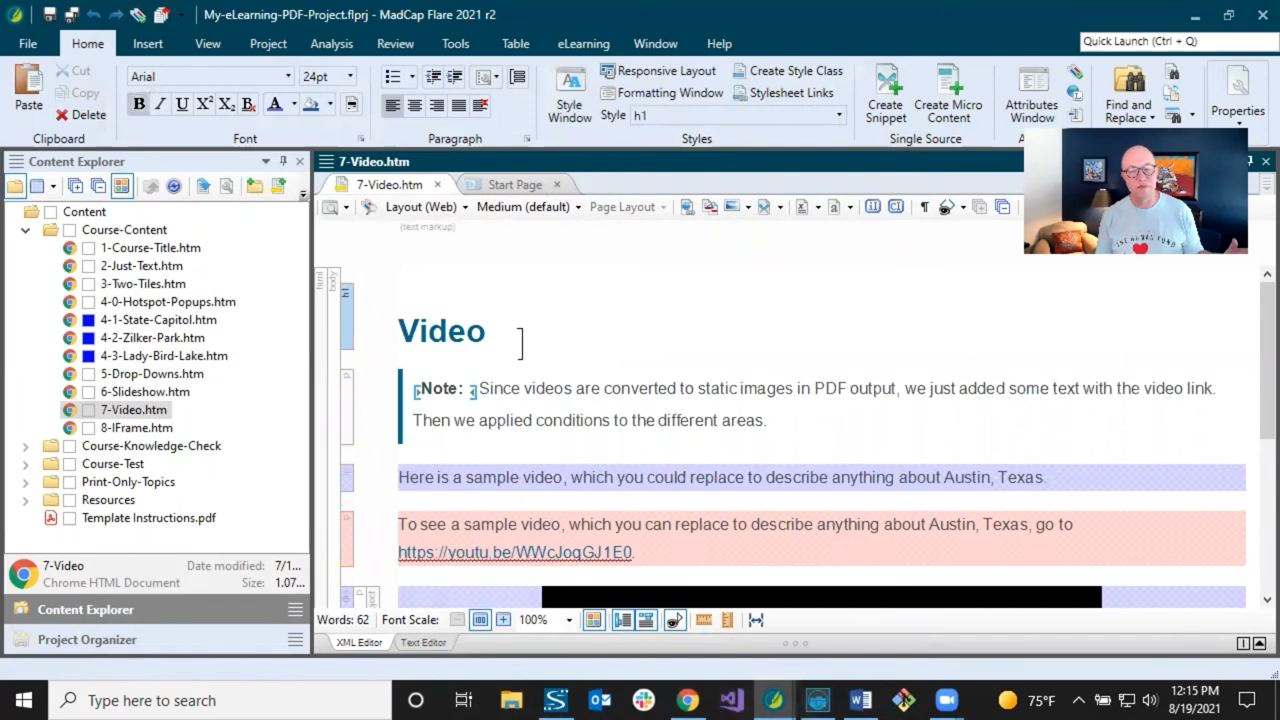 My-eLearning-PDF-Project.flprj - MadCap Flare 2021 r2
File Home Insert View Project Analysis Review Tools Table eLearning Window Help
Quick Launch (Ctrl + Q)
Paste
Cut
Copy
Delete
Clipboard
Arial 24pt
B I U X² X₂ B A
Font
Paragraph
Style Window
Responsive Layout
Formatting Window
Style h1
Create Style Class
Stylesheet Links
Styles
Create Snippet
Create Micro Content
Single Source
Attributes Window
Find and Replace
Properties
Content Explorer
Content
Course-Content
1-Course-Title.htm
2-Just-Text.htm
3-Two-Tiles.htm
4-0-Hotspot-Popups.htm
4-1-State-Capitol.htm
4-2-Zilker-Park.htm
4-3-Lady-Bird-Lake.htm
5-Drop-Downs.htm
6-Slideshow.htm
7-Video.htm
8-IFrame.htm
Course-Knowledge-Check
Course-Test
Print-Only-Topics
Resources
Template Instructions.pdf
7-Video Date modified: 7/1...
Chrome HTML Document Size: 1.07...
Content Explorer
Project Organizer
7-Video.htm
7-Video.htm Start Page
Layout (Web) Medium (default) Page Layout
(text markup)
Video
Note: Since videos are converted to static images in PDF output, we just added some text with the video link.
Then we applied conditions to the different areas.
Here is a sample video, which you could replace to describe anything about Austin, Texas.
To see a sample video, which you can replace to describe anything about Austin, Texas, go to
https://youtu.be/WWcJogGJ1E0.
Words: 62 Font Scale: 100%
XML Editor Text Editor
Type here to search
75°F
12:15 PM
8/19/2021